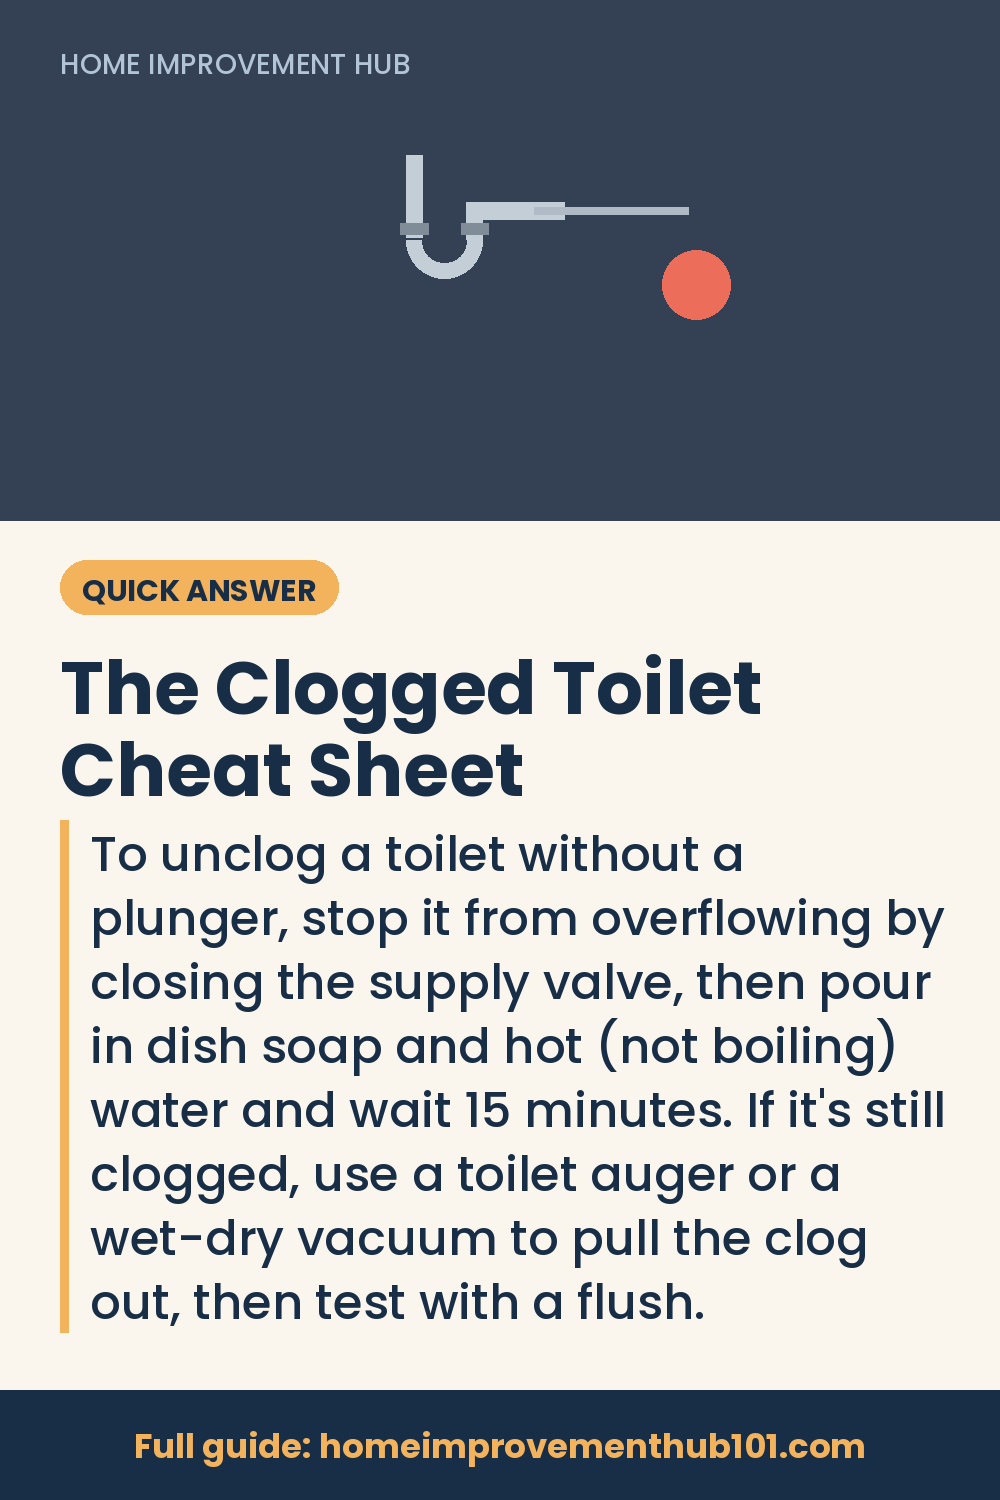 HOME IMPROVEMENT HUB
QUICK ANSWER
The Clogged Toilet
Cheat Sheet
To unclog a toilet without a
plunger, stop it from overflowing by
closing the supply valve, then pour
in dish soap and hot (not boiling)
water and wait 15 minutes. If it's still
clogged, use a toilet auger or a
wet-dry vacuum to pull the clog
out, then test with a flush.
Full guide: homeimprovementhub101.com